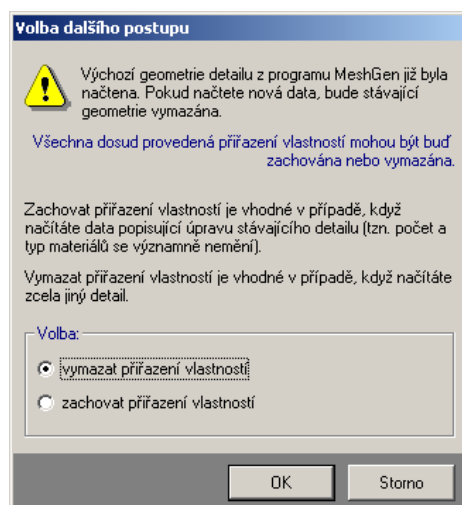 Volba dalšího postupu
Výchozí geometrie detailu z programu MeshGen již byla
načtena. Pokud načtete nová data, bude stávající
geometrie vymazána.
Všechna dosud provedená přiřazení vlastností mohou být buď
zachována nebo vymazána.
Zachovat přiřazení vlastností je vhodné v případě, když
načítáte data popisující úpravu stávajícího detailu (tzn. počet a
typ materiálů se významně nemění).
Vymazat přiřazení vlastností je vhodné v případě, když načítáte
zcela jiný detail.
Volba:
vymazat přiřazení vlastností
zachovat přiřazení vlastností
OK Storno